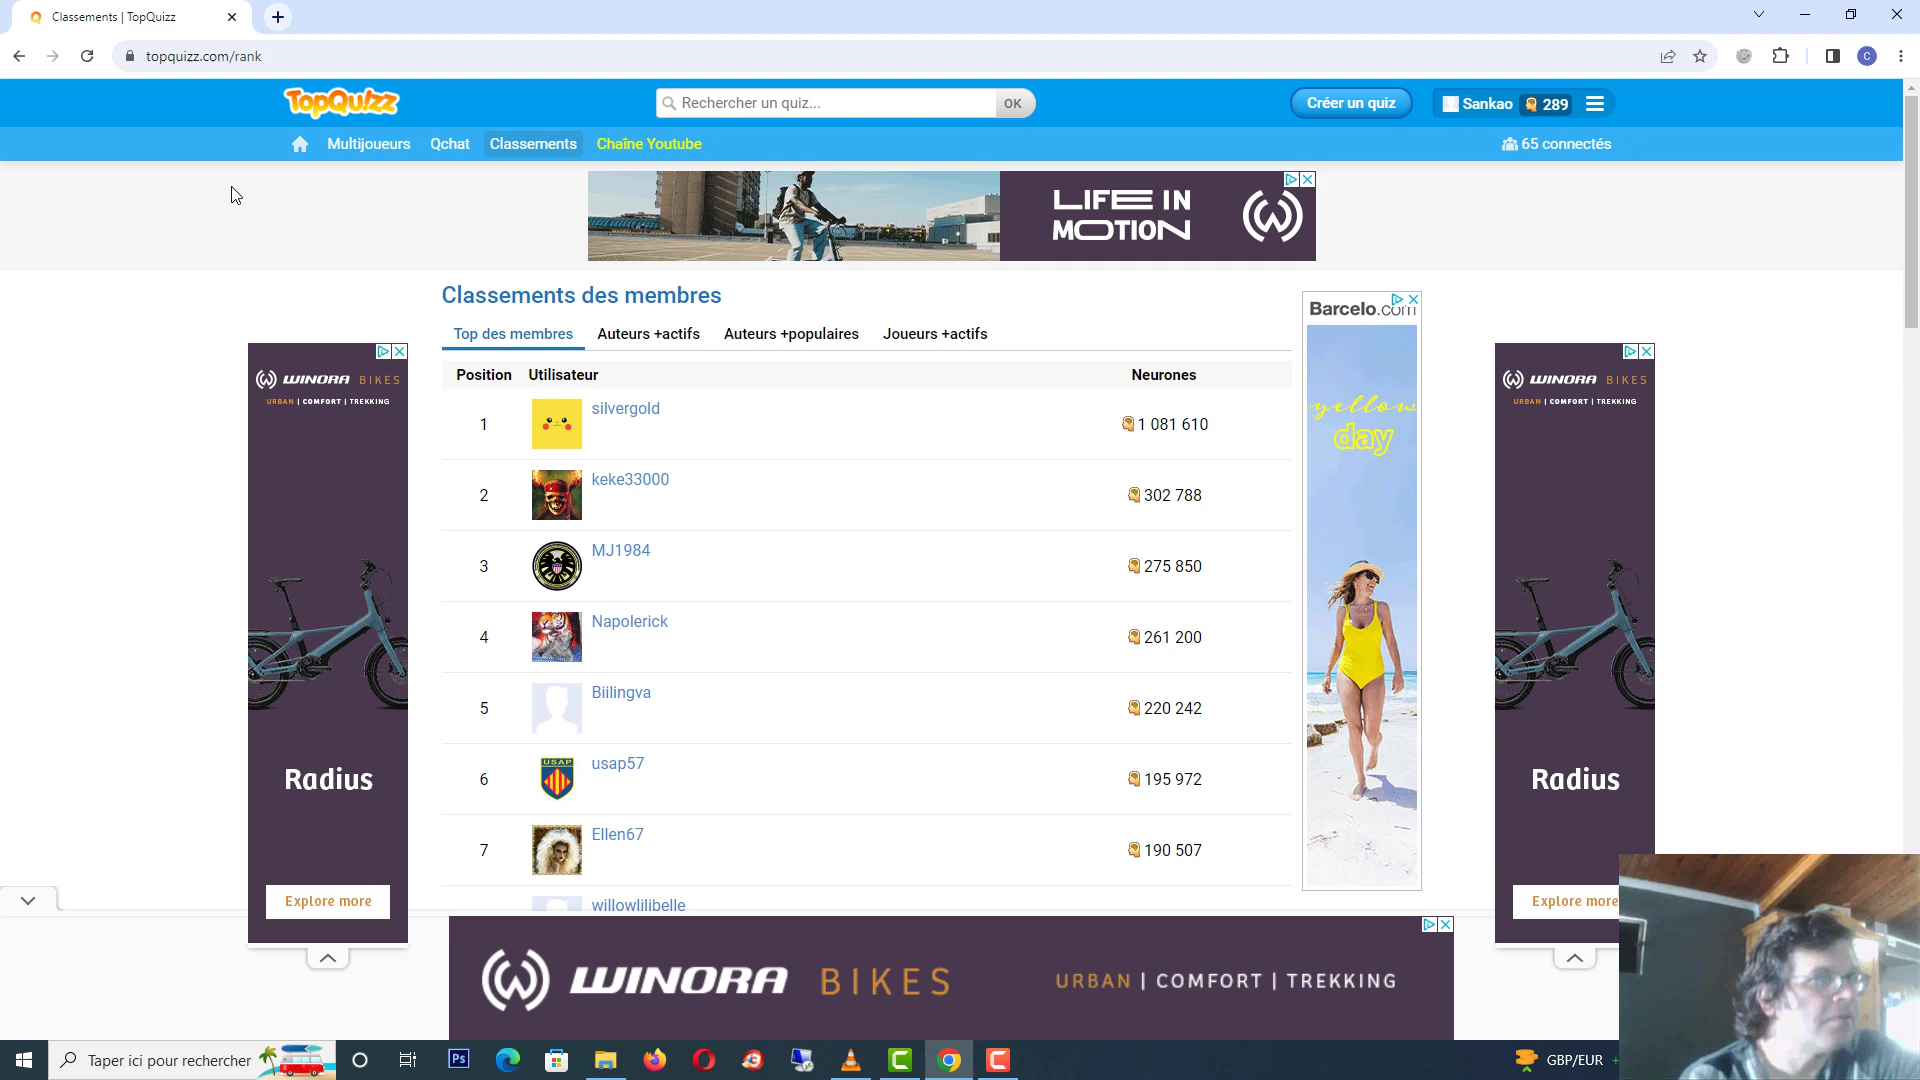 Classements | TopQuizz
topquizz.com/rank
C
TopQuizz
Rechercher un quiz...
OK
Créer un quiz
Sankao
289
Multijoueurs
Qchat
Classements
Chaîne Youtube
65 connectés
LIFE IN
MOTION
Classements des membres
Top des membres
Auteurs +actifs
Auteurs +populaires
Joueurs +actifs
Position
Utilisateur
Neurones
1
silvergold
1 081 610
2
keke33000
302 788
3
MJ1984
275 850
4
Napolerick
261 200
5
Biilingva
220 242
6
USAP
usap57
195 972
7
Ellen67
190 507
willowlilibelle
WINORA BIKES
URBAN | COMFORT | TREKKING
Radius
Explore more
Barcelo.com
yellow
day
WINORA BIKES
URBAN | COMFORT | TREKKING
Radius
Explore more
WINORA BIKES
URBAN | COMFORT | TREKKING
Taper ici pour rechercher
Ps
GBP/EUR